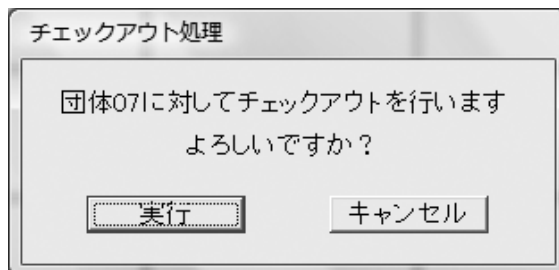 チェックアウト処理
団体07に対してチェックアウトを行います
よろしいですか？
実行
キャンセル